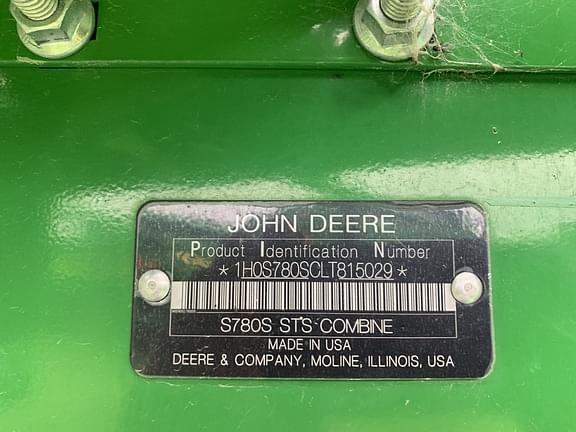 JOHN DEERE
Product Identification Number
*1H0S780SCLT815029*
S780S STS COMBINE
MADE IN USA
DEERE & COMPANY, MOLINE, ILLINOIS, USA